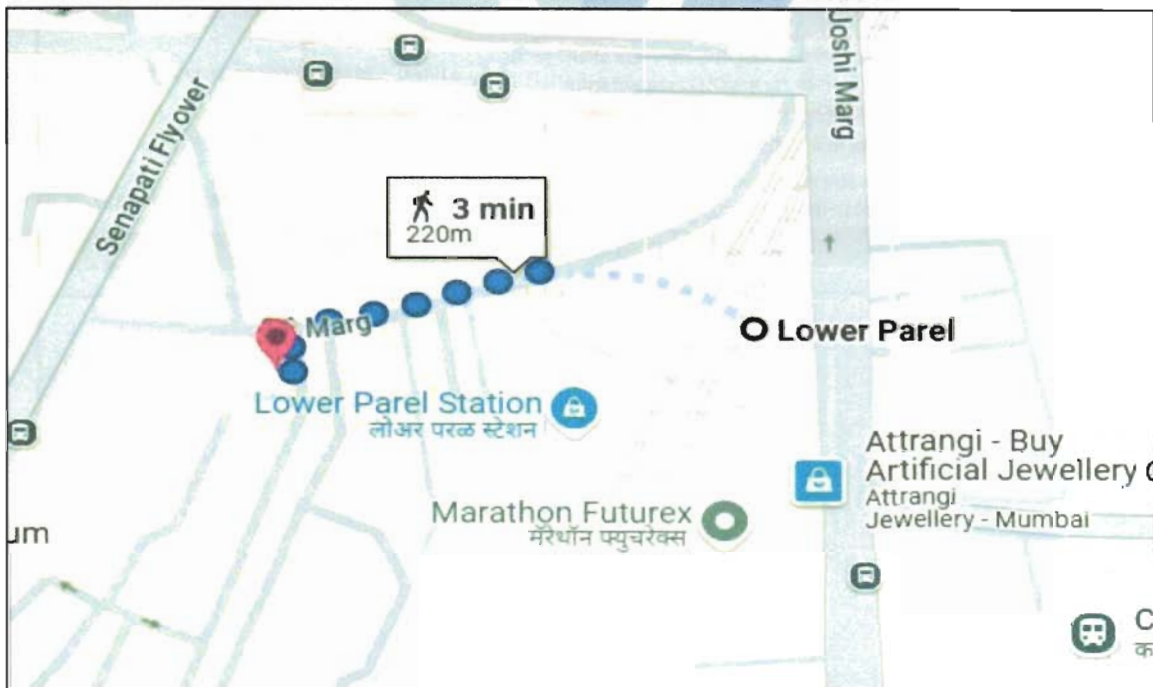 Joshi Marg
Senapati Flyover
3 min
220m
Marg
Lower Parel
Lower Parel Station
लोअर परळ स्टेशन
Attrangi - Buy
Artificial Jewellery
Attrangi
Jewellery - Mumbai
Marathon Futurex
मॅरेथॉन फ्युचरेक्स
um
C
क